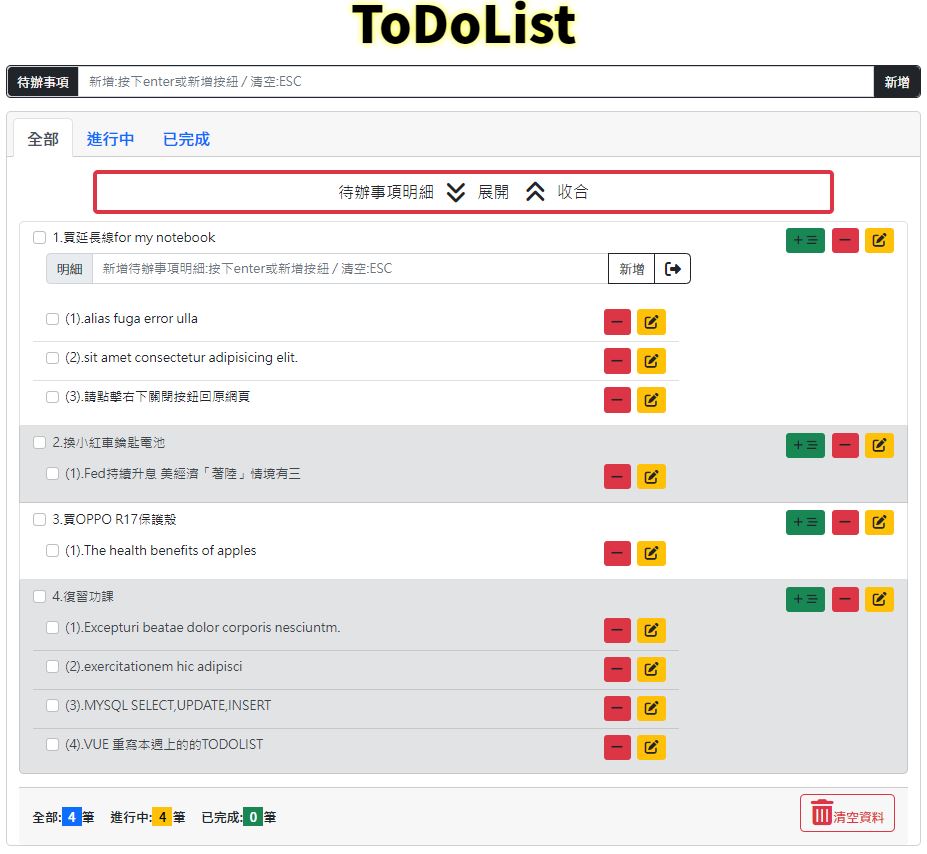 ToDoList
待辦事項 新增:按下enter或新增按紐 / 清空:ESC 新增
全部 進行中 已完成
待辦事項明細 展開 收合
1.買延長線for my notebook
明細 新增待辦事項明細:按下enter或新增按紐 / 清空:ESC 新增
(1).alias fuga error ulla
(2).sit amet consectetur adipisicing elit.
(3).請點擊右下關閉按鈕回原網頁
2.換小紅車鑰匙電池
(1).Fed持續升息 美經濟「著陸」情境有三
3.買OPPO R17保護殼
(1).The health benefits of apples
4.復習功課
(1).Excepturi beatae dolor corporis nesciuntm.
(2).exercitationem hic adipisci
(3).MYSQL SELECT,UPDATE,INSERT
(4).VUE 重寫本週上的的TODOLIST
全部:4筆 進行中:4筆 已完成:0筆 清空資料